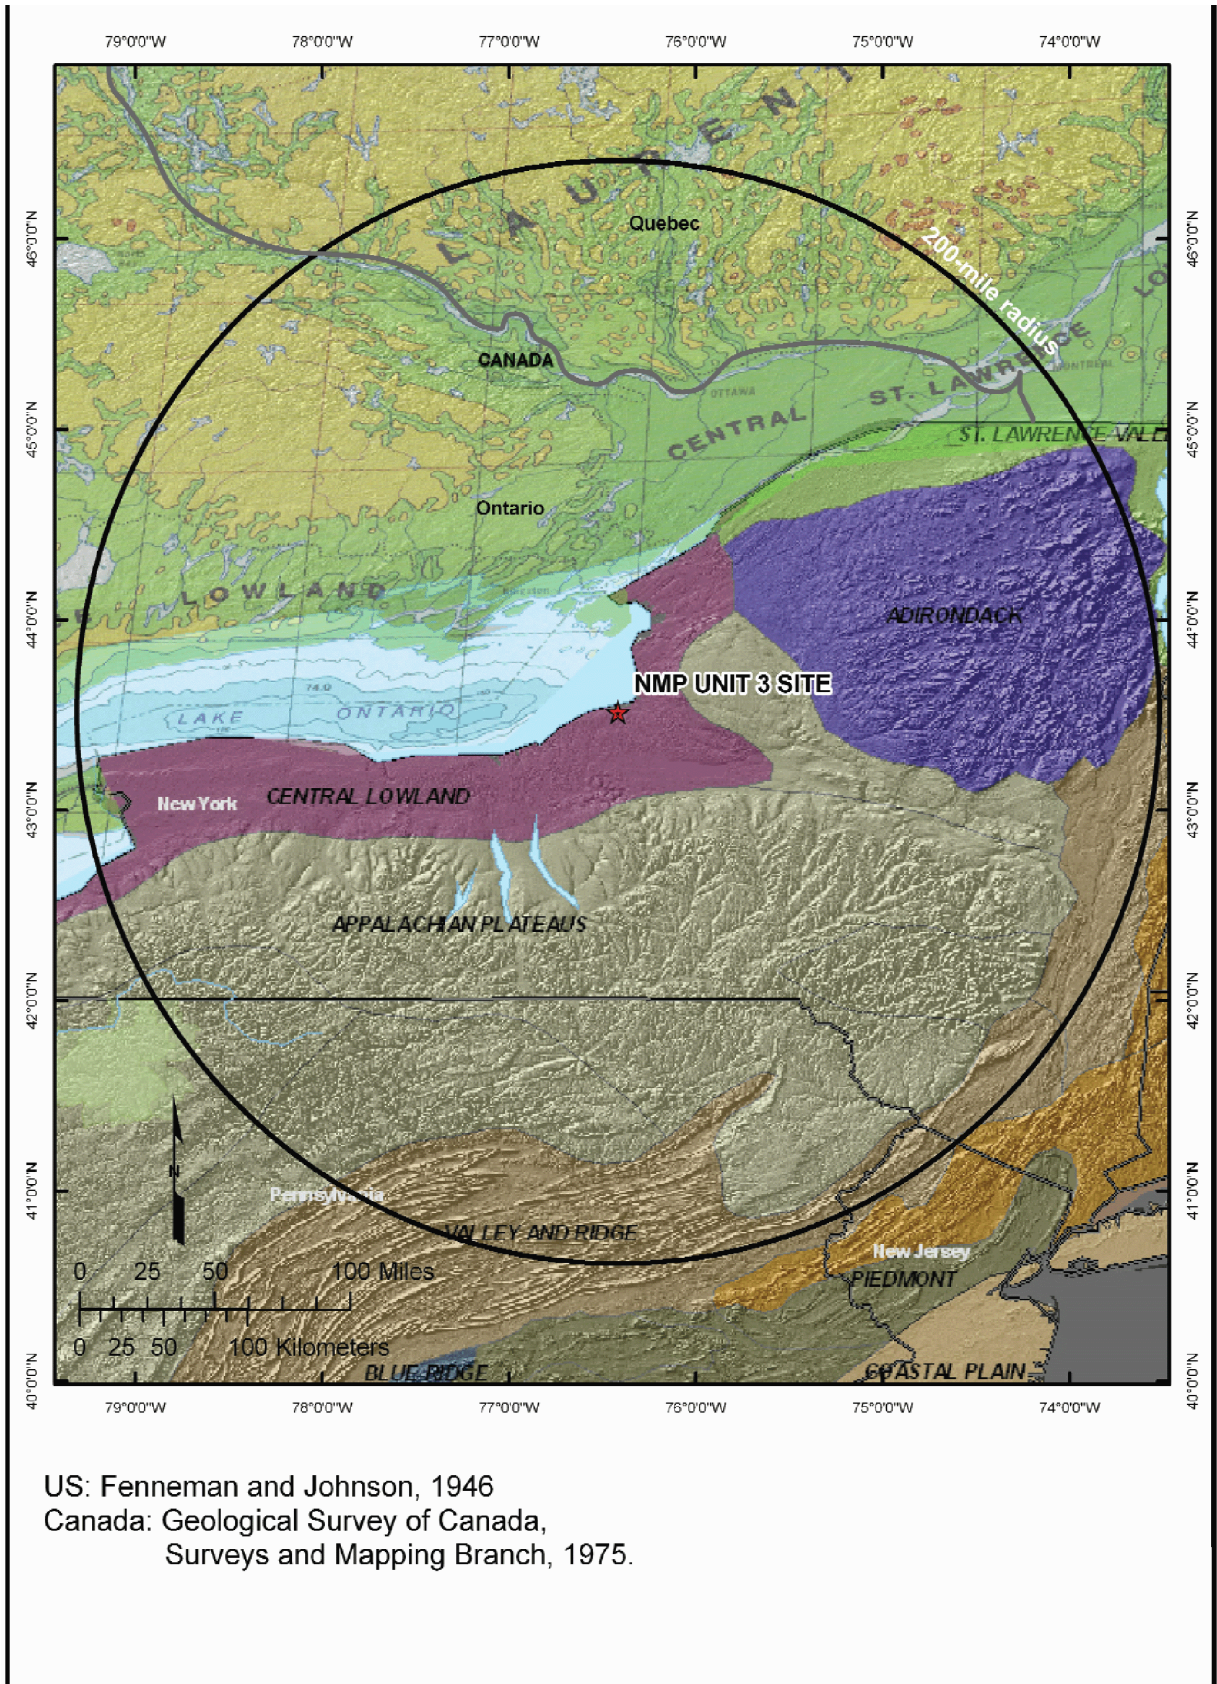 79°0'0"W 78°0'0"W 77°0'0"W 76°0'0"W 75°0'0"W 74°0'0"W
LAURENT
46°0'0"N
46°0'0"N
Quebec
200-mile radius
LO
CANADA
OTTAWA
MONTREAL
ST. LAWRENCE
CENTRAL
45°0'0"N
45°0'0"N
ST. LAWRENCE VALE
Ontario
LOWLAND
44°0'0"N
44°0'0"N
ADIRONDACK
NMP UNIT 3 SITE
LAKE ONTARIO
New York
CENTRAL LOWLAND
43°0'0"N
43°0'0"N
APPALACHIAN PLATEAUS
42°0'0"N
42°0'0"N
N
41°0'0"N
41°0'0"N
Pennsylvania
VALLEY AND RIDGE
New Jersey
PIEDMONT
0 25 50 100 Miles
0 25 50 100 Kilometers
BLUE RIDGE
COASTAL PLAIN
40°0'0"N
40°0'0"N
79°0'0"W 78°0'0"W 77°0'0"W 76°0'0"W 75°0'0"W 74°0'0"W
US: Fenneman and Johnson, 1946
Canada: Geological Survey of Canada,
Surveys and Mapping Branch, 1975.